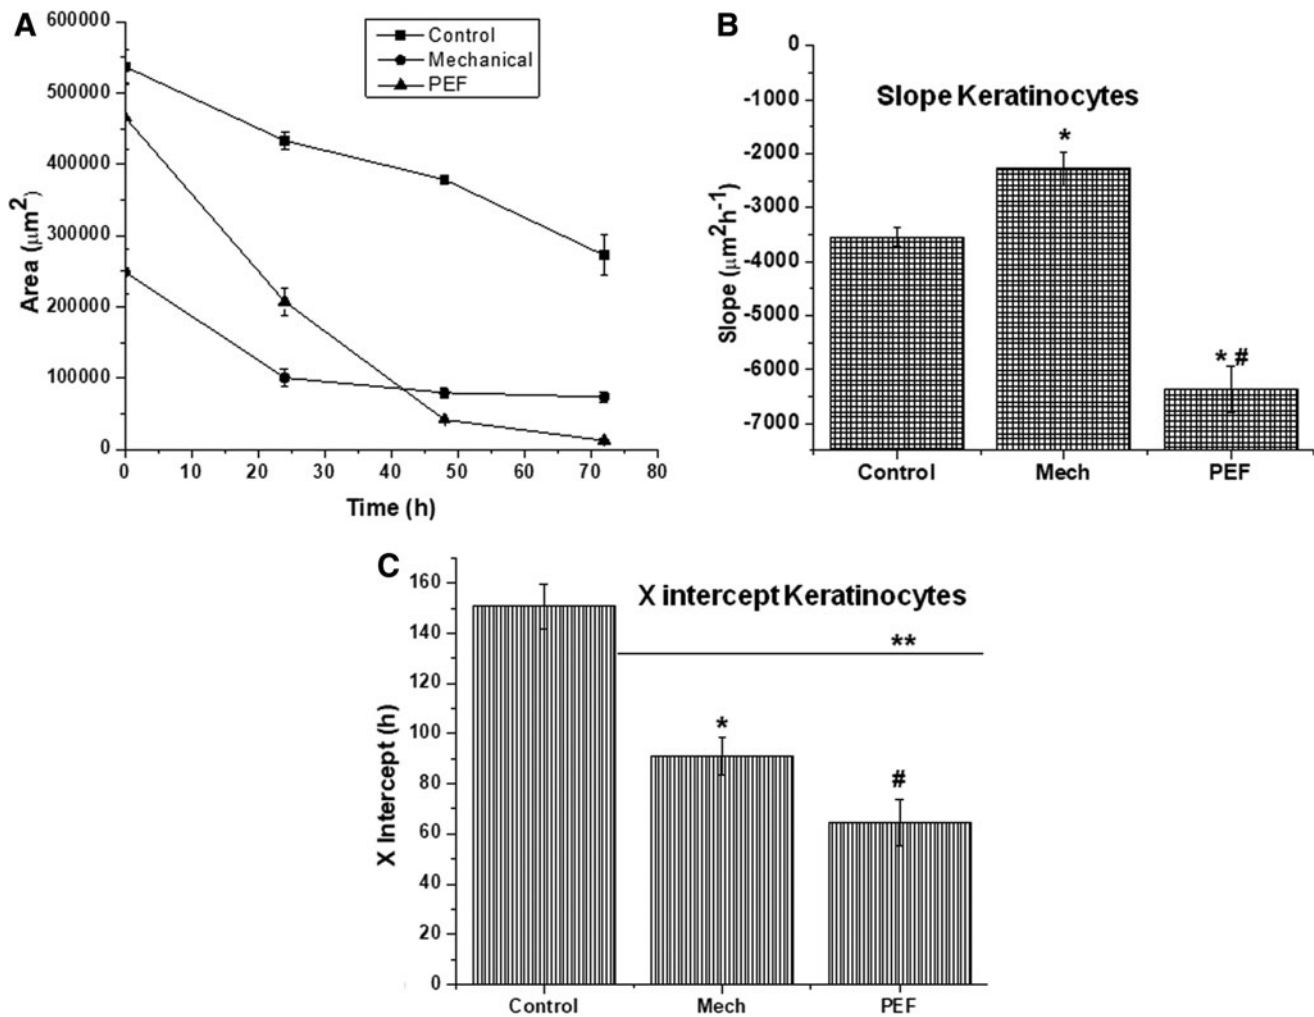 A
600000
500000
400000
300000
200000
100000
0
Area (μm²)
0 10 20 30 40 50 60 70 80
Time (h)
Control
Mechanical
PEF
B
0
-1000
-2000
-3000
-4000
-5000
-6000
-7000
Slope (μm²h⁻¹)
Slope Keratinocytes
*
* #
Control Mech PEF
C
160
140
120
100
80
60
40
20
0
X Intercept (h)
X intercept Keratinocytes
**
*
#
Control Mech PEF